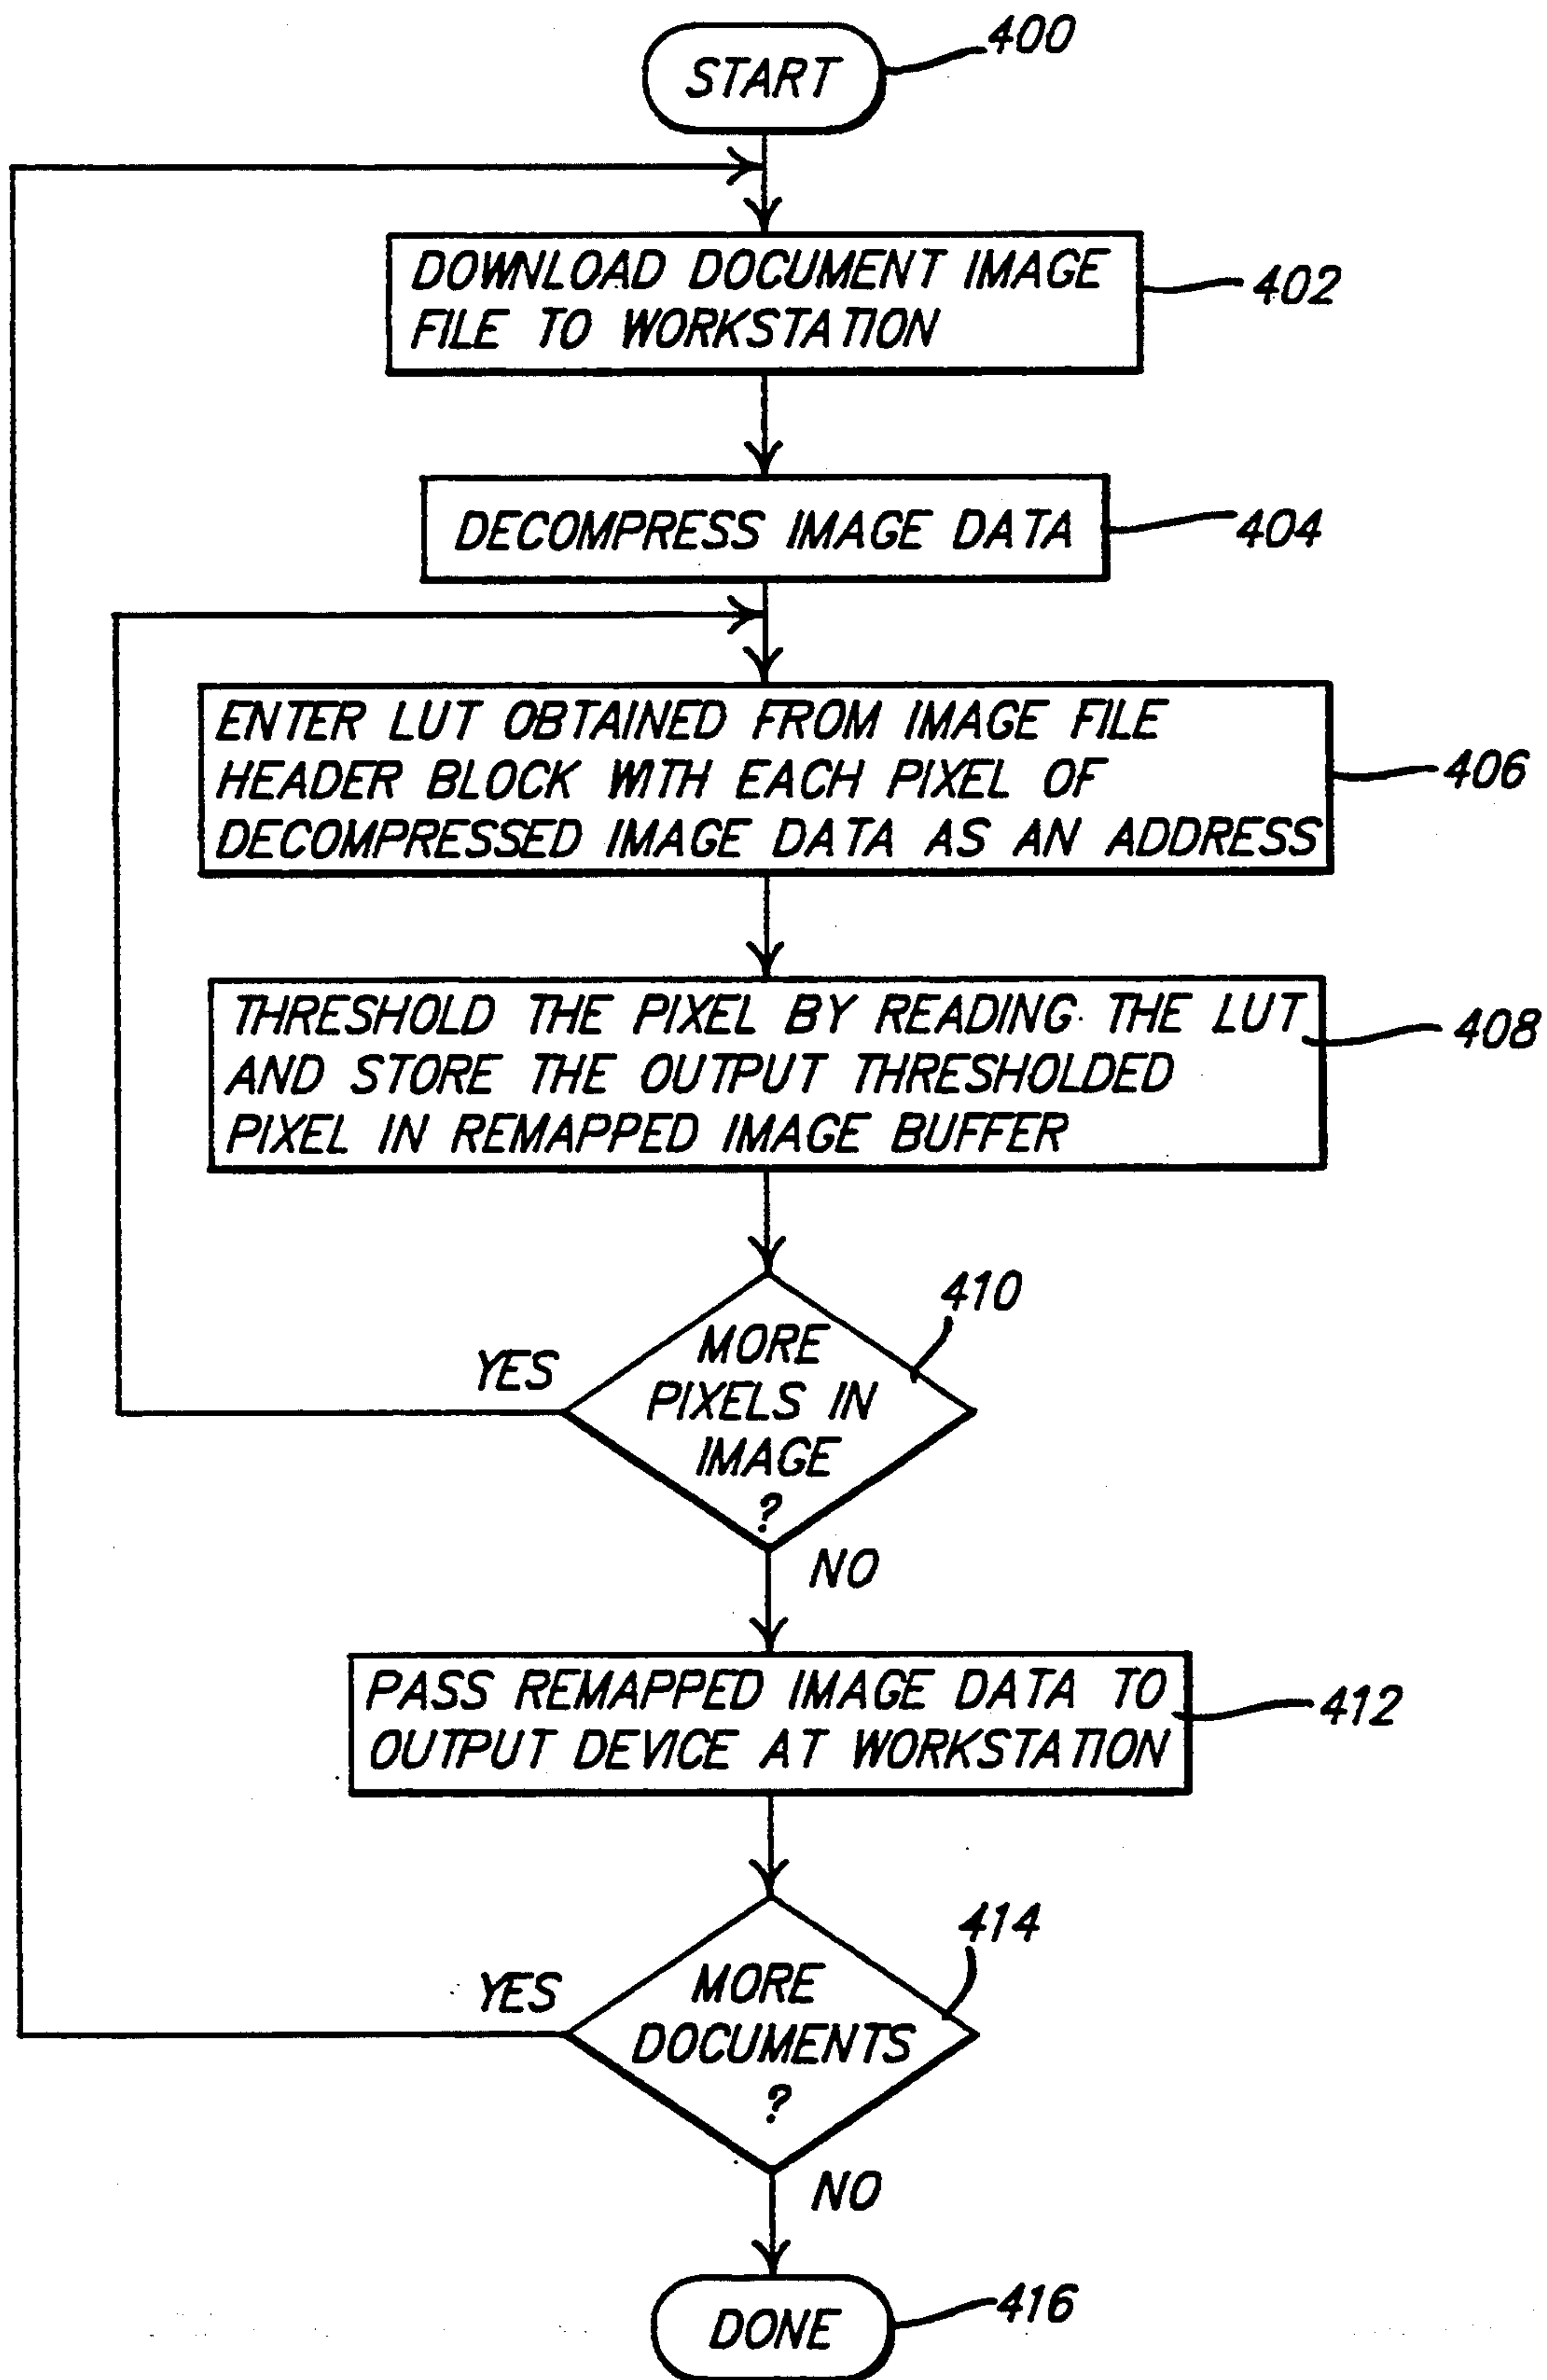 400
START
DOWNLOAD DOCUMENT IMAGE
FILE TO WORKSTATION
402
DECOMPRESS IMAGE DATA
404
ENTER LUT OBTAINED FROM IMAGE FILE
HEADER BLOCK WITH EACH PIXEL OF
DECOMPRESSED IMAGE DATA AS AN ADDRESS
406
THRESHOLD THE PIXEL BY READING THE LUT
AND STORE THE OUTPUT THRESHOLDED
PIXEL IN REMAPPED IMAGE BUFFER
408
410
MORE
PIXELS IN
IMAGE
?
YES
NO
PASS REMAPPED IMAGE DATA TO
OUTPUT DEVICE AT WORKSTATION
412
414
MORE
DOCUMENTS
?
YES
NO
DONE
416